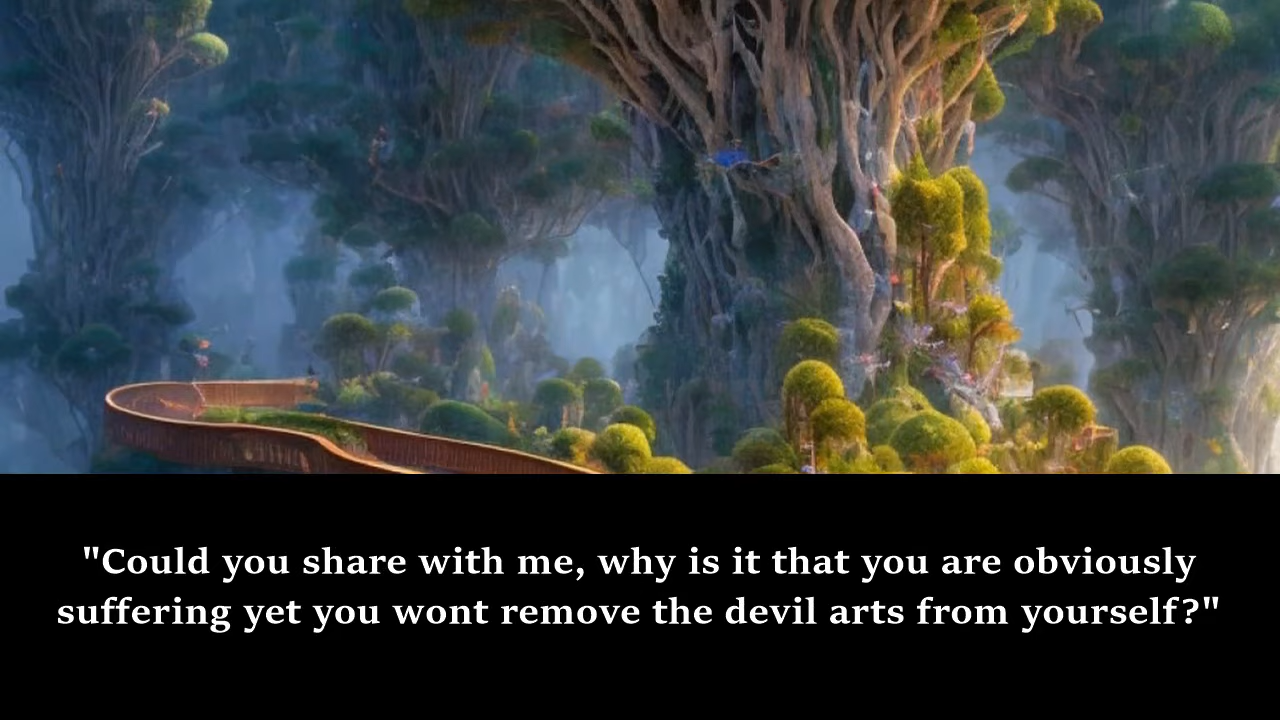 "Could you share with me, why is it that you are obviously
suffering yet you wont remove the devil arts from yourself?"